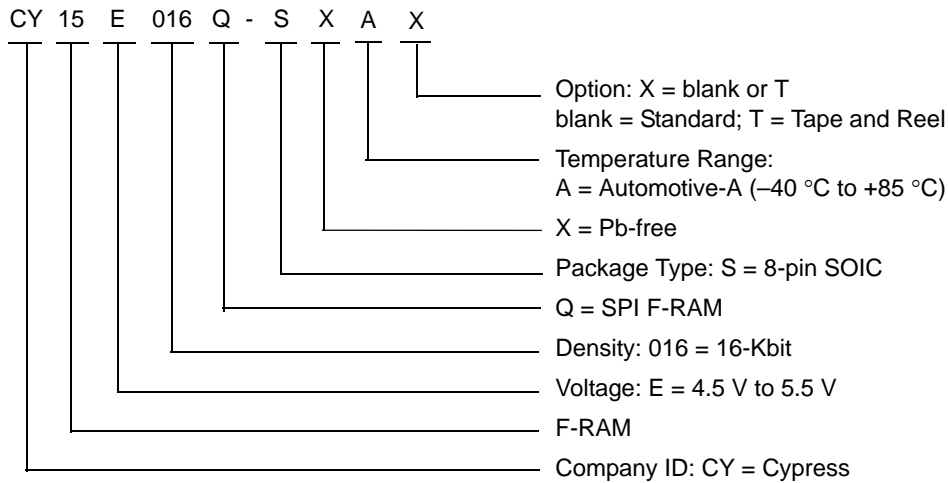 CY 15 E 016 Q - S X A X
Option: X = blank or T
blank = Standard; T = Tape and Reel
Temperature Range:
A = Automotive-A (–40 °C to +85 °C)
X = Pb-free
Package Type: S = 8-pin SOIC
Q = SPI F-RAM
Density: 016 = 16-Kbit
Voltage: E = 4.5 V to 5.5 V
F-RAM
Company ID: CY = Cypress